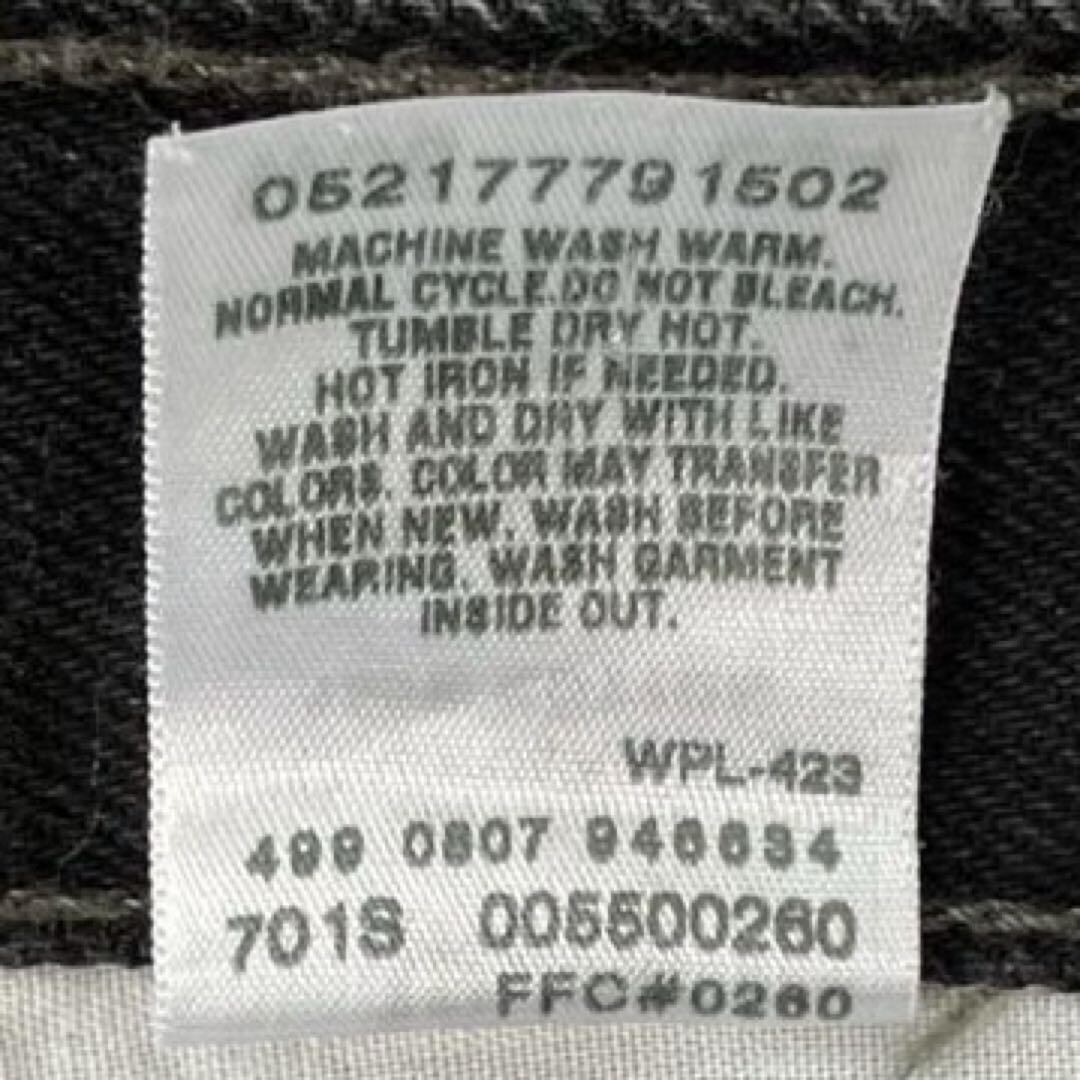 052177791502
MACHINE WASH WARM.
NORMAL CYCLE.DO NOT BLEACH.
TUMBLE DRY HOT.
HOT IRON IF NEEDED.
WASH AND DRY WITH LIKE
COLORS. COLOR MAY TRANSFER
WHEN NEW. WASH BEFORE
WEARING. WASH GARMENT
INSIDE OUT.
WPL-423
499 0807
701S 005500260
FFC#0260